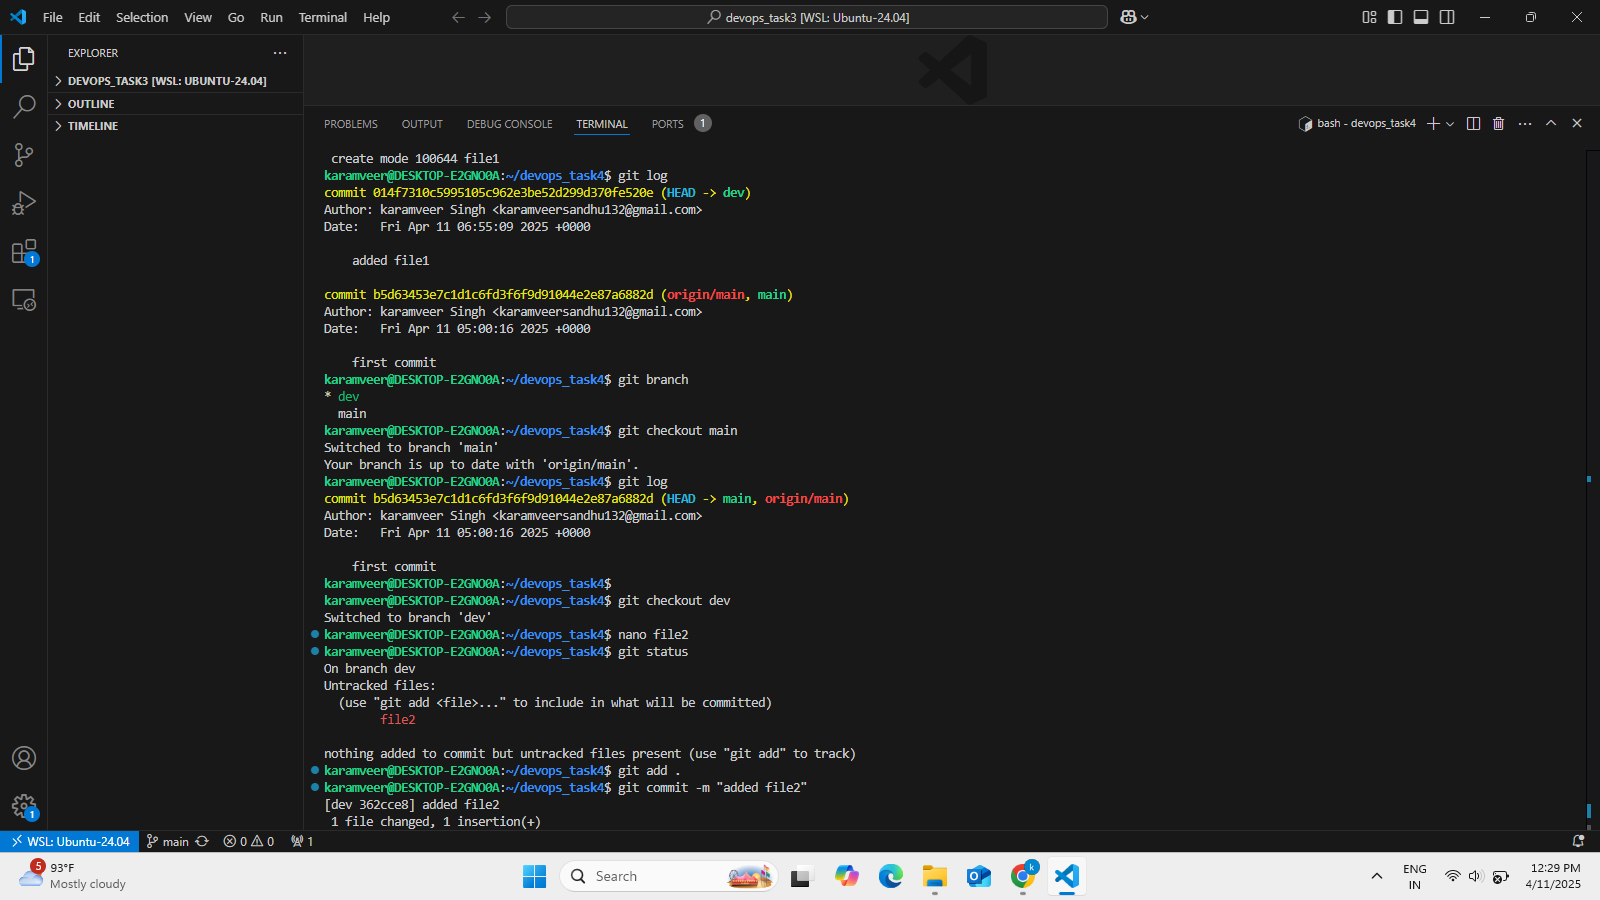 File Edit Selection View Go Run Terminal Help
devops_task3 [WSL: Ubuntu-24.04]
EXPLORER
DEVOPS_TASK3 [WSL: UBUNTU-24.04]
OUTLINE
TIMELINE
PROBLEMS OUTPUT DEBUG CONSOLE TERMINAL PORTS 1
bash - devops_task4
create mode 100644 file1
karamveer@DESKTOP-E2GNO0A:~/devops_task4$ git log
commit 014f7310c5995105c962e3be52d299d370fe520e (HEAD -> dev)
Author: karamveer Singh <karamveersandhu132@gmail.com>
Date:   Fri Apr 11 06:55:09 2025 +0000
added file1
commit b5d63453e7c1d1c6fd3f6f9d91044e2e87a6882d (origin/main, main)
Author: karamveer Singh <karamveersandhu132@gmail.com>
Date:   Fri Apr 11 05:00:16 2025 +0000
first commit
karamveer@DESKTOP-E2GNO0A:~/devops_task4$ git branch
* dev
main
karamveer@DESKTOP-E2GNO0A:~/devops_task4$ git checkout main
Switched to branch 'main'
Your branch is up to date with 'origin/main'.
karamveer@DESKTOP-E2GNO0A:~/devops_task4$ git log
commit b5d63453e7c1d1c6fd3f6f9d91044e2e87a6882d (HEAD -> main, origin/main)
Author: karamveer Singh <karamveersandhu132@gmail.com>
Date:   Fri Apr 11 05:00:16 2025 +0000
first commit
karamveer@DESKTOP-E2GNO0A:~/devops_task4$
karamveer@DESKTOP-E2GNO0A:~/devops_task4$ git checkout dev
Switched to branch 'dev'
karamveer@DESKTOP-E2GNO0A:~/devops_task4$ nano file2
karamveer@DESKTOP-E2GNO0A:~/devops_task4$ git status
On branch dev
Untracked files:
(use "git add <file>..." to include in what will be committed)
file2
nothing added to commit but untracked files present (use "git add" to track)
karamveer@DESKTOP-E2GNO0A:~/devops_task4$ git add .
karamveer@DESKTOP-E2GNO0A:~/devops_task4$ git commit -m "added file2"
[dev 362cce8] added file2
1 file changed, 1 insertion(+)
1
1
WSL: Ubuntu-24.04 main 0 0 1
5
93°F
Mostly cloudy
Search
k
ENG
IN
12:29 PM
4/11/2025